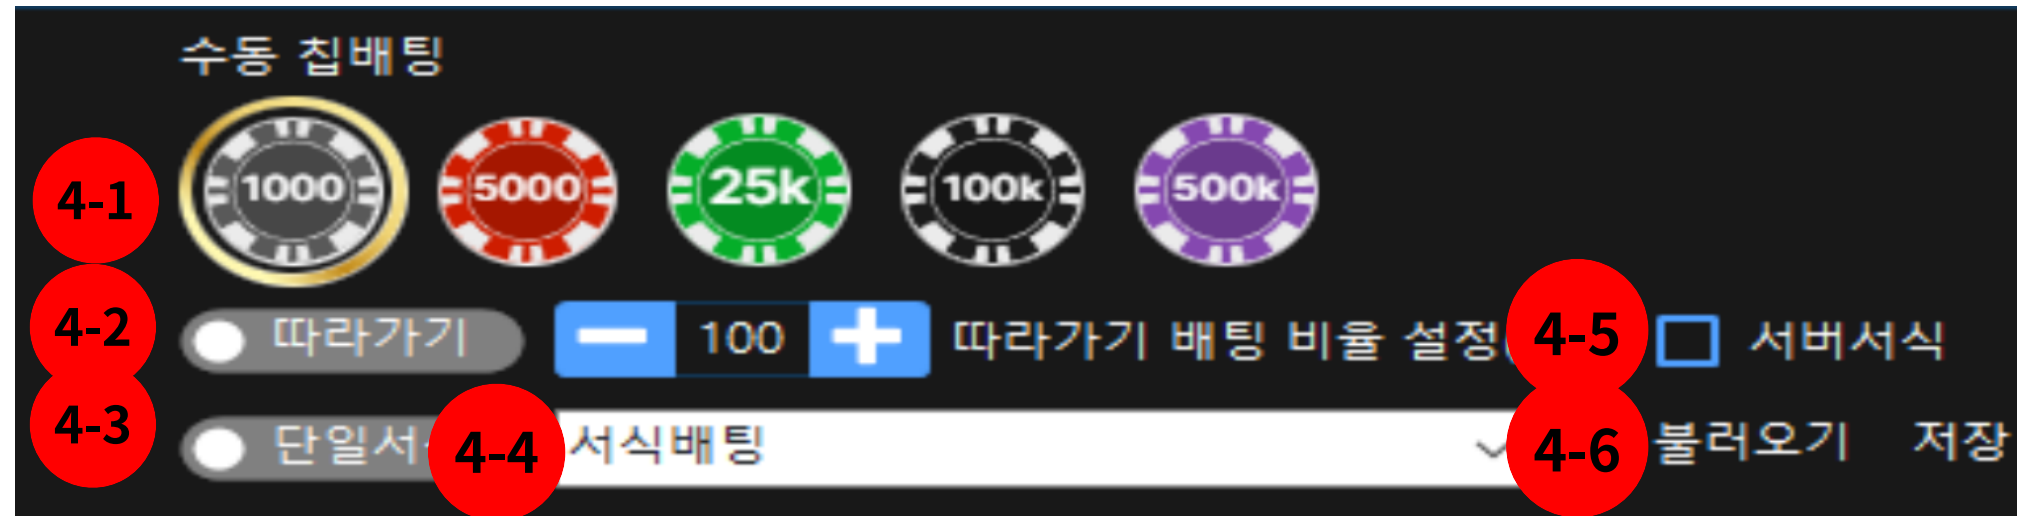 수동 칩배팅
4-1 1000 5000 25k 100k 500k
4-2 따라가기 100 따라가기 배팅 비율 설정 4-5 서버서식
4-3 단일서 4-4 서식배팅 4-6 불러오기 저장